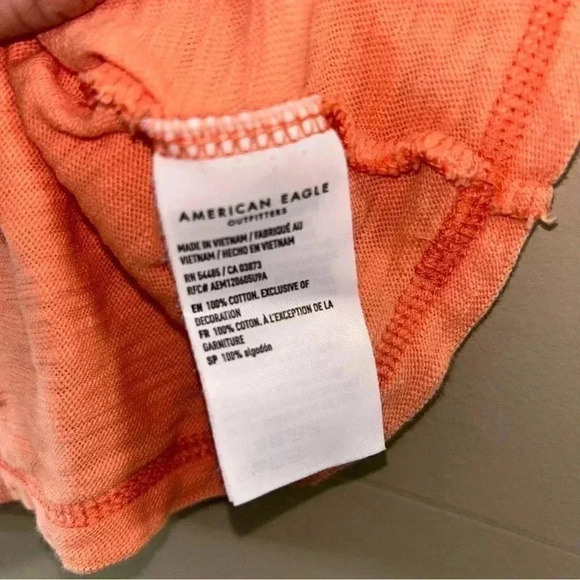 AMERICAN EAGLE
OUTFITTERS
MADE IN VIETNAM / FABRIQUÉ AU
VIETNAM / HECHO EN VIETNAM
RN 54485 / CA 03873
RFC# AEM120605U9A
EN 100% COTTON. EXCLUSIVE OF
DECORATION
FR 100% COTON. À L'EXCEPTION DE LA
GARNITURE
SP 100% algodón